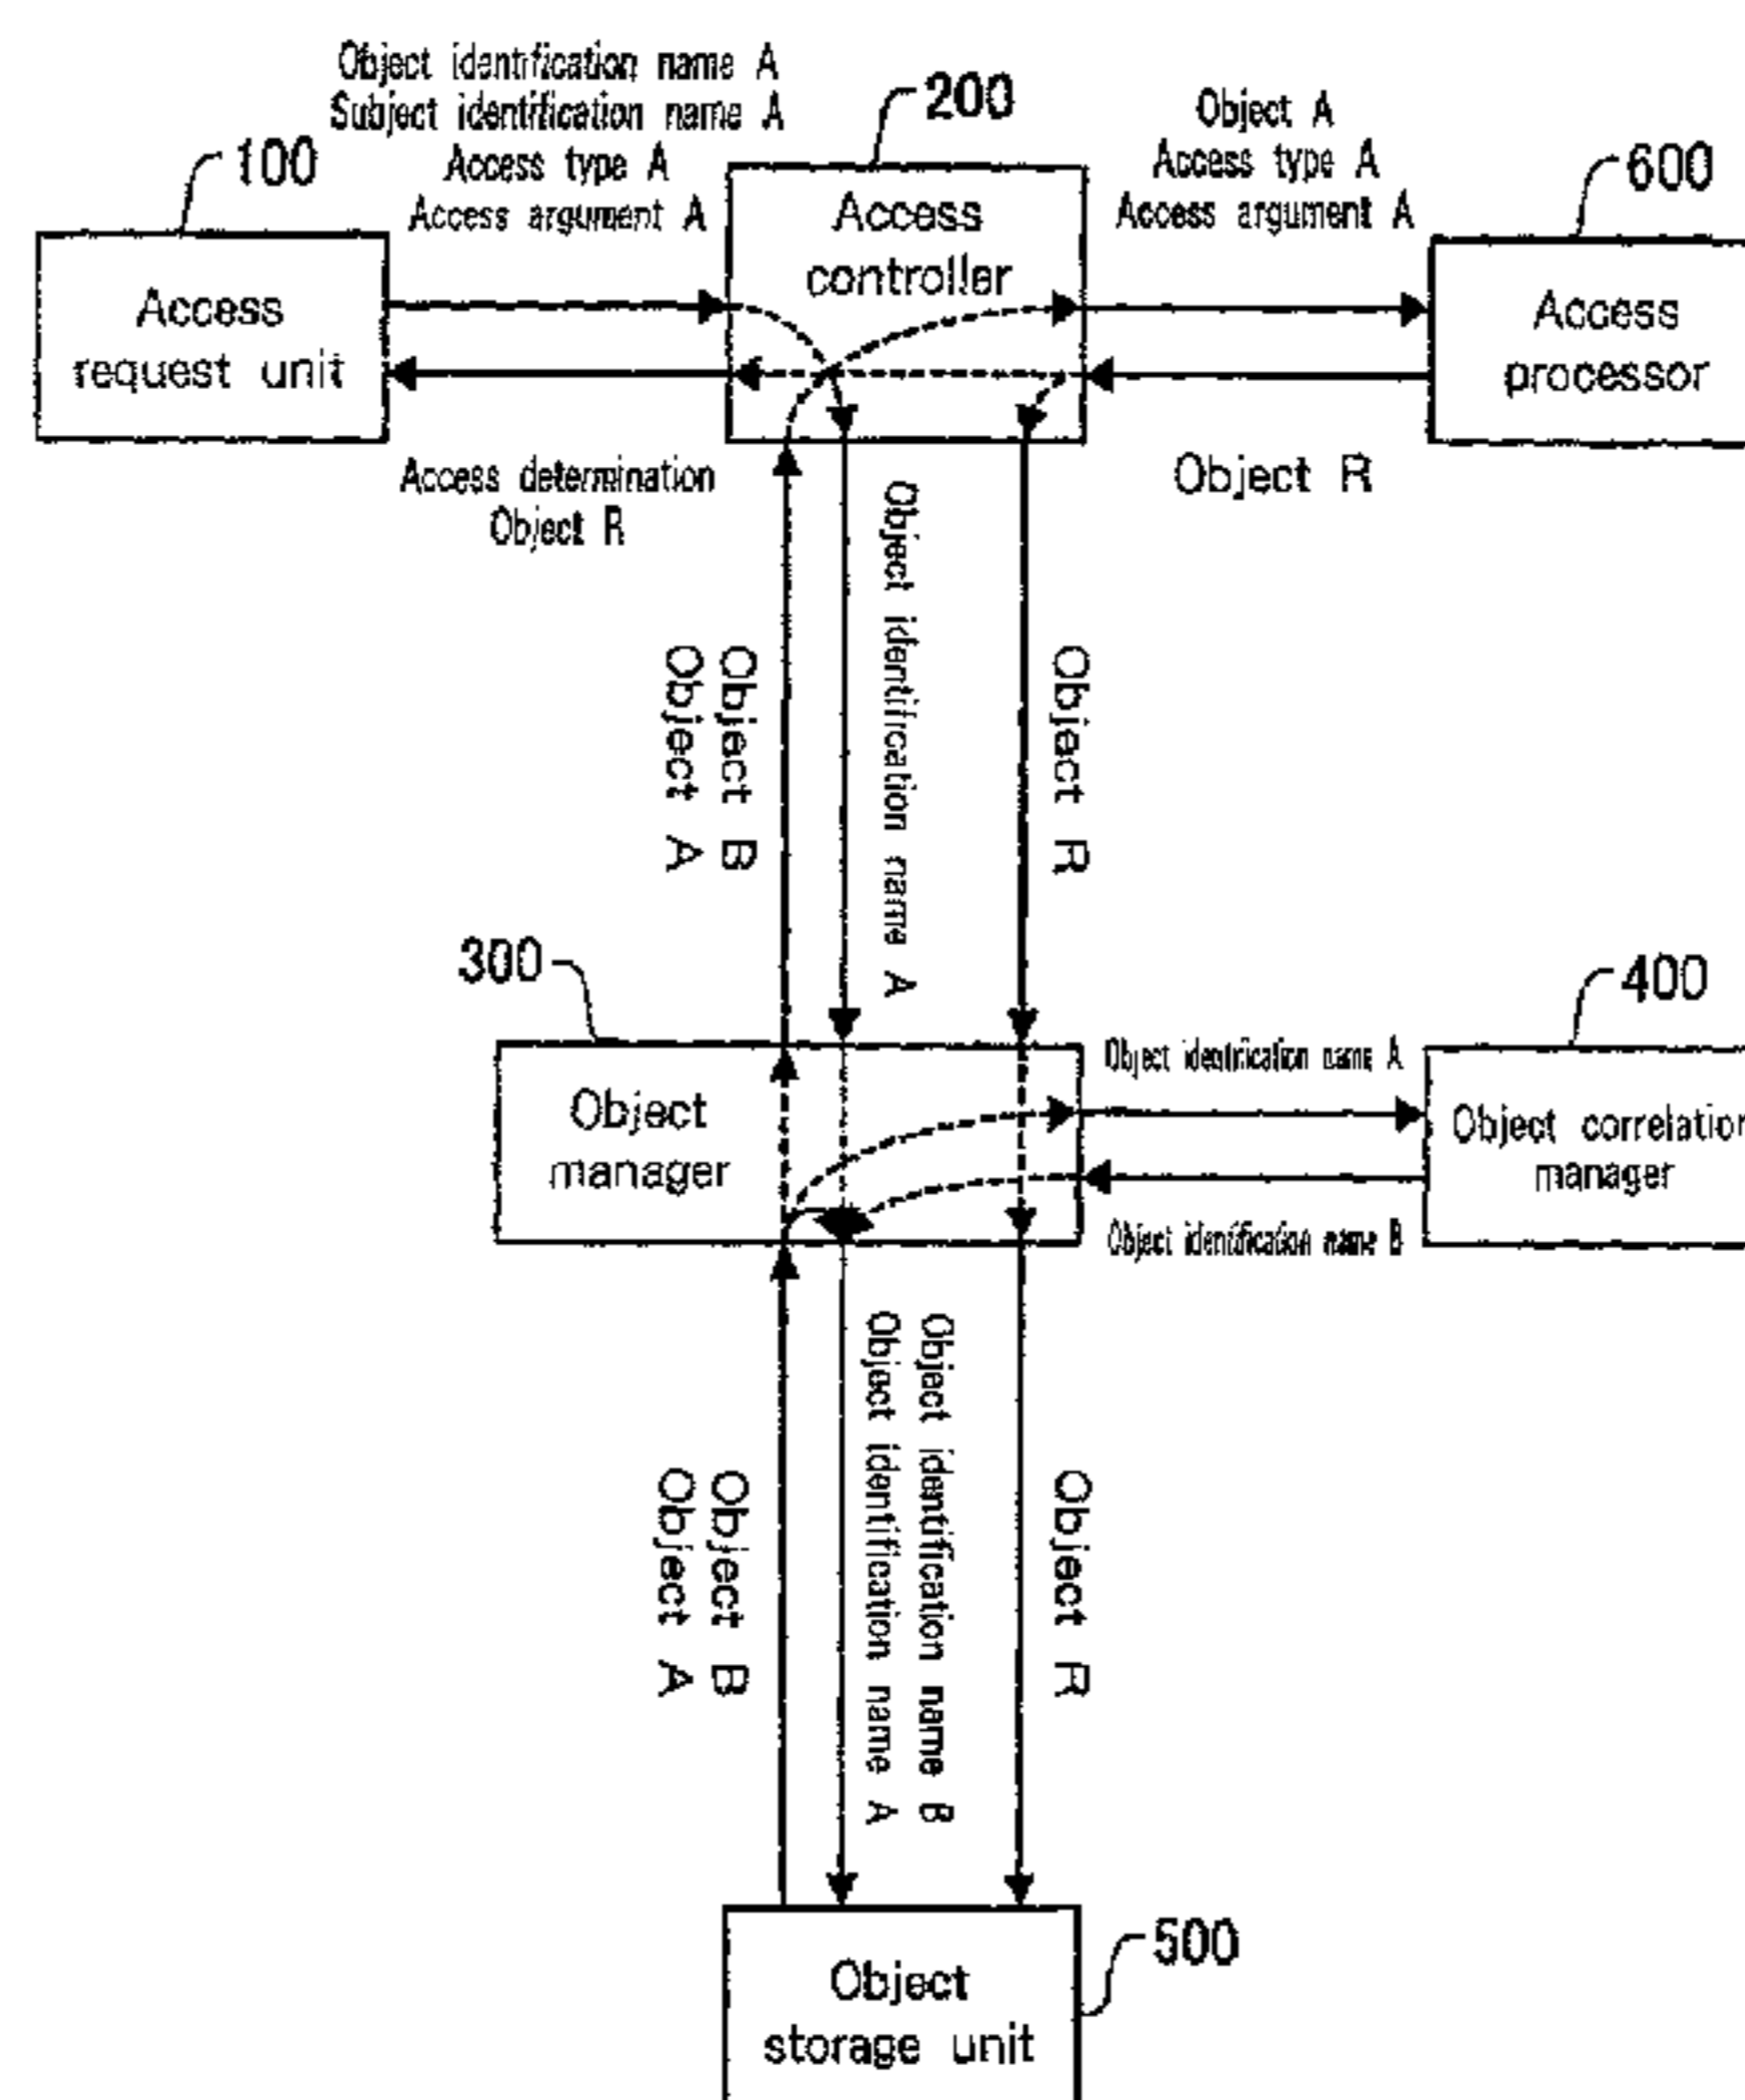 Object identification name A
Subject identification name A
Access type A
Access argument A
100
200
Object A
Access type A
Access argument A
600
Access
request unit
Access
controller
Access
processor
Access determination
Object R
Object R
Object B
Object A
Object identification name A
Object R
300
400
Object
manager
Object identification name A
Object correlation
manager
Object identification name B
Object B
Object A
Object identification name B
Object identification name A
Object R
500
Object
storage unit